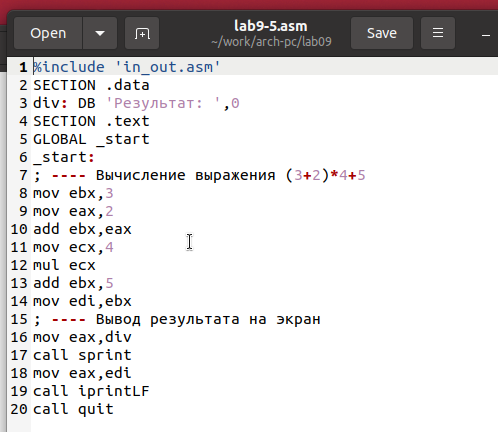 Open
lab9-5.asm
~/work/arch-pc/lab09
Save
1 %include 'in_out.asm'
2 SECTION .data
3 div: DB 'Результат: ',0
4 SECTION .text
5 GLOBAL _start
6 _start:
7 ; ---- Вычисление выражения (3+2)*4+5
8 mov ebx,3
9 mov eax,2
10 add ebx,eax
11 mov ecx,4
12 mul ecx
13 add ebx,5
14 mov edi,ebx
15 ; ---- Вывод результата на экран
16 mov eax,div
17 call sprint
18 mov eax,edi
19 call iprintLF
20 call quit